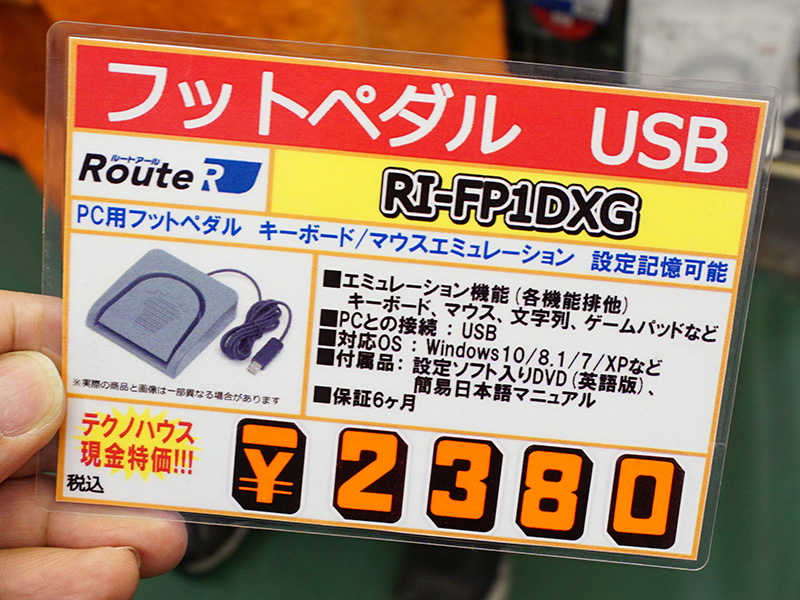 フットペダル USB
ルートアール
Route R
RI-FP1DXG
PC用フットペダル キーボード/マウスエミュレーション 設定記憶可能
■エミュレーション機能(各機能排他)
キーボード、マウス、文字列、ゲームパッドなど
■PCとの接続：USB
■対応OS：Windows10/8.1/7/XPなど
■付属品：設定ソフト入りDVD(英語版)、
簡易日本語マニュアル
■保証6ヶ月
※実際の商品と画像は一部異なる場合があります
テクノハウス
現金特価!!!
税込
¥2380